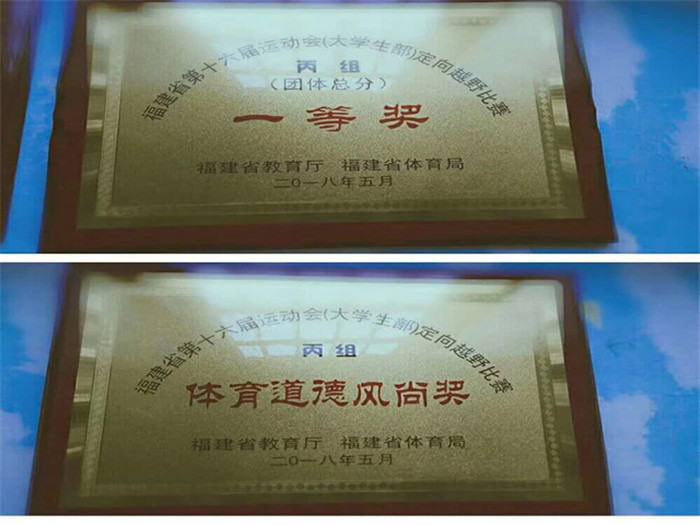 福建省第十六届运动会(大学生部)定向越野比赛
丙组
(团体总分)
一等奖
福建省教育厅 福建省体育局
二〇一八年五月
福建省第十六届运动会(大学生部)定向越野比赛
丙组
体育道德风尚奖
福建省教育厅 福建省体育局
二〇一八年五月